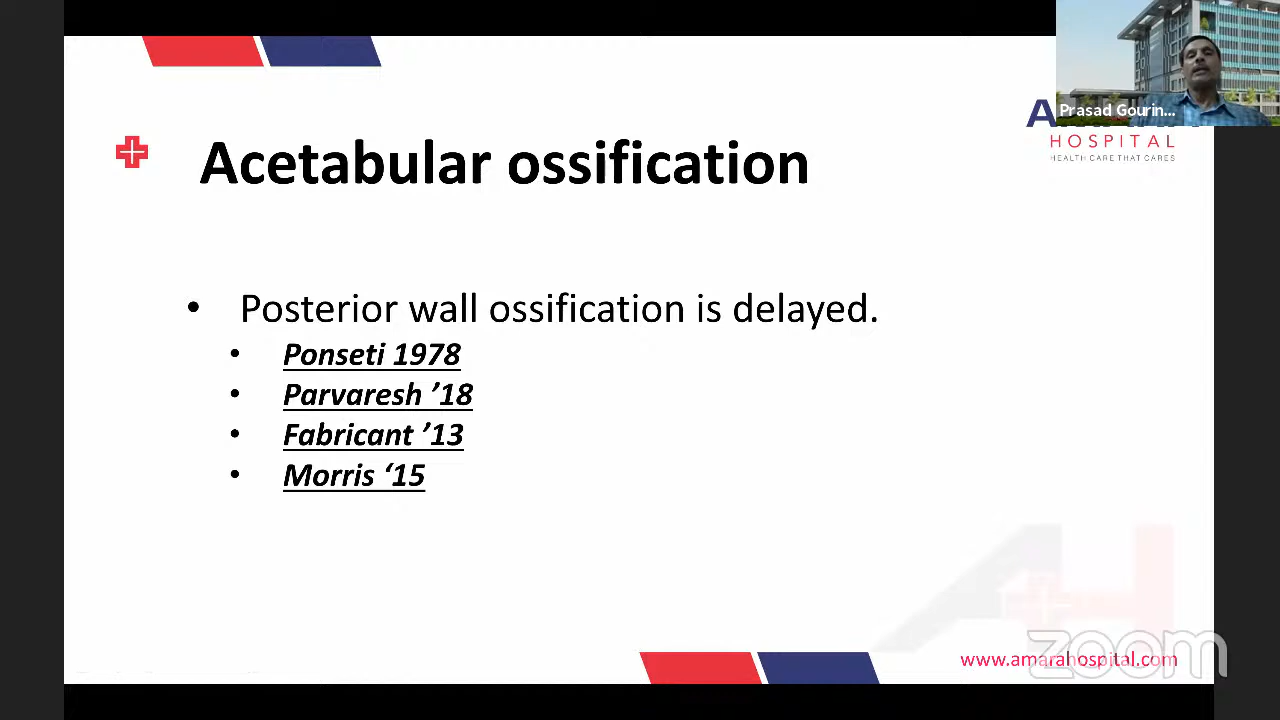 Prasad Gourin...
A
HOSPITAL
HEALTH CARE THAT CARES
Acetabular ossification
• Posterior wall ossification is delayed.
• Ponseti 1978
• Parvaresh ’18
• Fabricant ’13
• Morris ‘15
AH
zoom
www.amarahospital.com